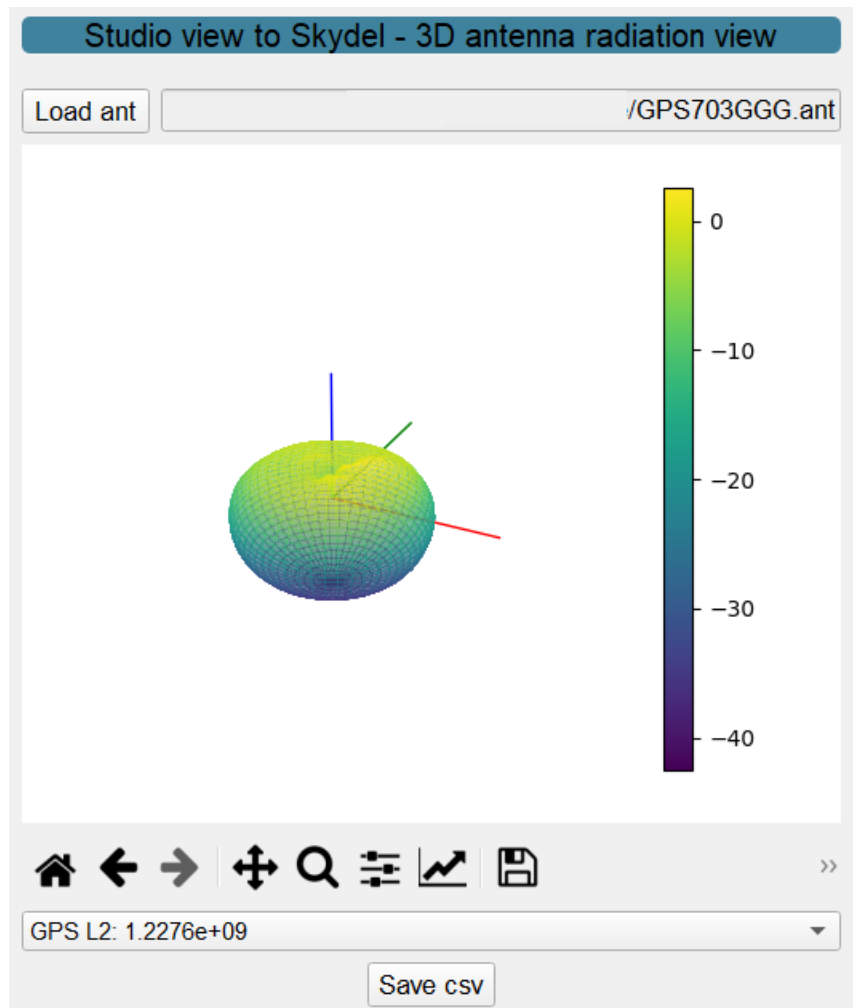 Studio view to Skydel - 3D antenna radiation view
Load ant
/GPS703GGG.ant
0
−10
−20
−30
−40
GPS L2: 1.2276e+09
Save csv